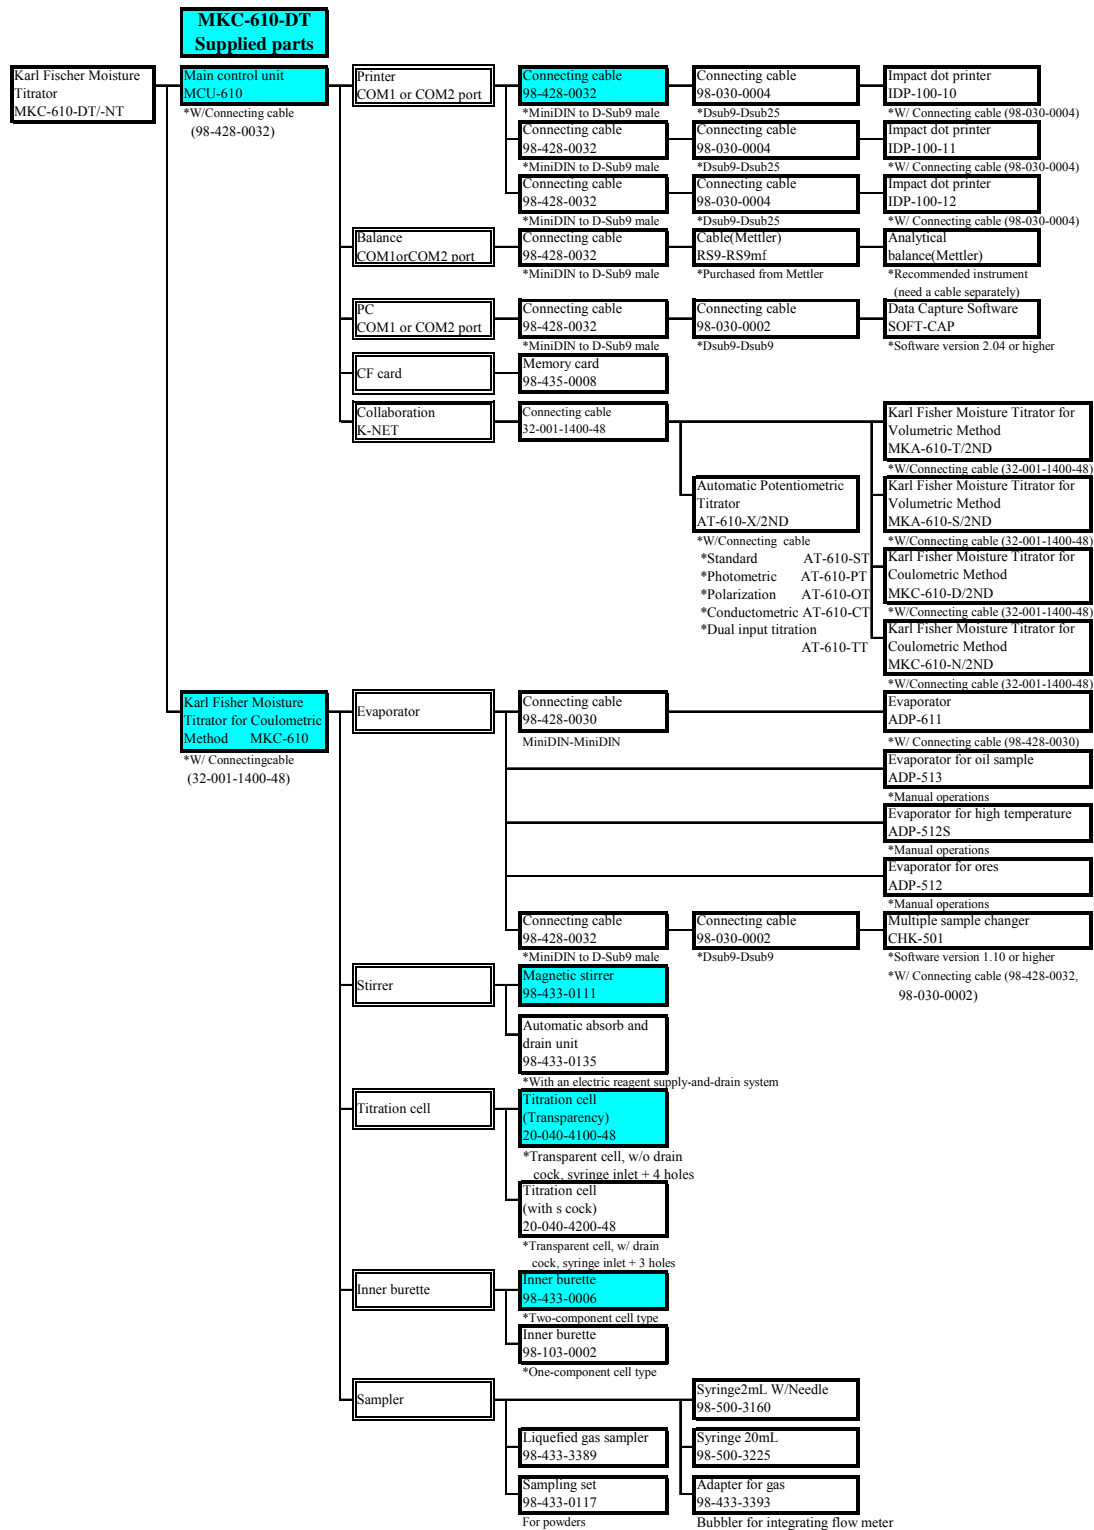 MKC-610-DT
Supplied parts
Karl Fischer Moisture
Titrator
MKC-610-DT/-NT
Main control unit
MCU-610
*W/Connecting cable
(98-428-0032)
Printer
COM1 or COM2 port
Connecting cable
98-428-0032
*MiniDIN to D-Sub9 male
Connecting cable
98-030-0004
*Dsub9-Dsub25
Impact dot printer
IDP-100-10
*W/ Connecting cable (98-030-0004)
Connecting cable
98-428-0032
*MiniDIN to D-Sub9 male
Connecting cable
98-030-0004
*Dsub9-Dsub25
Impact dot printer
IDP-100-11
*W/ Connecting cable (98-030-0004)
Connecting cable
98-428-0032
*MiniDIN to D-Sub9 male
Connecting cable
98-030-0004
*Dsub9-Dsub25
Impact dot printer
IDP-100-12
*W/ Connecting cable (98-030-0004)
Balance
COM1orCOM2 port
Connecting cable
98-428-0032
*MiniDIN to D-Sub9 male
Cable(Mettler)
RS9-RS9mf
*Purchased from Mettler
Analytical
balance(Mettler)
*Recommended instrument
(need a cable separately)
PC
COM1 or COM2 port
Connecting cable
98-428-0032
*MiniDIN to D-Sub9 male
Connecting cable
98-030-0002
*Dsub9-Dsub9
Data Capture Software
SOFT-CAP
*Software version 2.04 or higher
CF card
Memory card
98-435-0008
Collaboration
K-NET
Connecting cable
32-001-1400-48
Karl Fisher Moisture Titrator for
Volumetric Method
MKA-610-T/2ND
*W/Connecting cable (32-001-1400-48)
Automatic Potentiometric
Titrator
AT-610-X/2ND
*W/Connecting cable
*Standard AT-610-ST
*Photometric AT-610-PT
*Polarization AT-610-OT
*Conductometric AT-610-CT
*Dual input titration
AT-610-TT
Karl Fisher Moisture Titrator for
Volumetric Method
MKA-610-S/2ND
*W/Connecting cable (32-001-1400-48)
Karl Fisher Moisture Titrator for
Coulometric Method
MKC-610-D/2ND
*W/Connecting cable (32-001-1400-48)
Karl Fisher Moisture Titrator for
Coulometric Method
MKC-610-N/2ND
*W/Connecting cable (32-001-1400-48)
Karl Fisher Moisture
Titrator for Coulometric
Method MKC-610
*W/ Connectingcable
(32-001-1400-48)
Evaporator
Connecting cable
98-428-0030
MiniDIN-MiniDIN
Evaporator
ADP-611
*W/ Connecting cable (98-428-0030)
Evaporator for oil sample
ADP-513
*Manual operations
Evaporator for high temperature
ADP-512S
*Manual operations
Evaporator for ores
ADP-512
*Manual operations
Connecting cable
98-428-0032
*MiniDIN to D-Sub9 male
Connecting cable
98-030-0002
*Dsub9-Dsub9
Multiple sample changer
CHK-501
*Software version 1.10 or higher
*W/ Connecting cable (98-428-0032,
98-030-0002)
Stirrer
Magnetic stirrer
98-433-0111
Automatic absorb and
drain unit
98-433-0135
*With an electric reagent supply-and-drain system
Titration cell
Titration cell
(Transparency)
20-040-4100-48
*Transparent cell, w/o drain
cock, syringe inlet + 4 holes
Titration cell
(with s cock)
20-040-4200-48
*Transparent cell, w/ drain
cock, syringe inlet + 3 holes
Inner burette
Inner burette
98-433-0006
*Two-component cell type
Inner burette
98-103-0002
*One-component cell type
Sampler
Syringe2mL W/Needle
98-500-3160
Liquefied gas sampler
98-433-3389
Syringe 20mL
98-500-3225
Sampling set
98-433-0117
For powders
Adapter for gas
98-433-3393
Bubbler for integrating flow meter